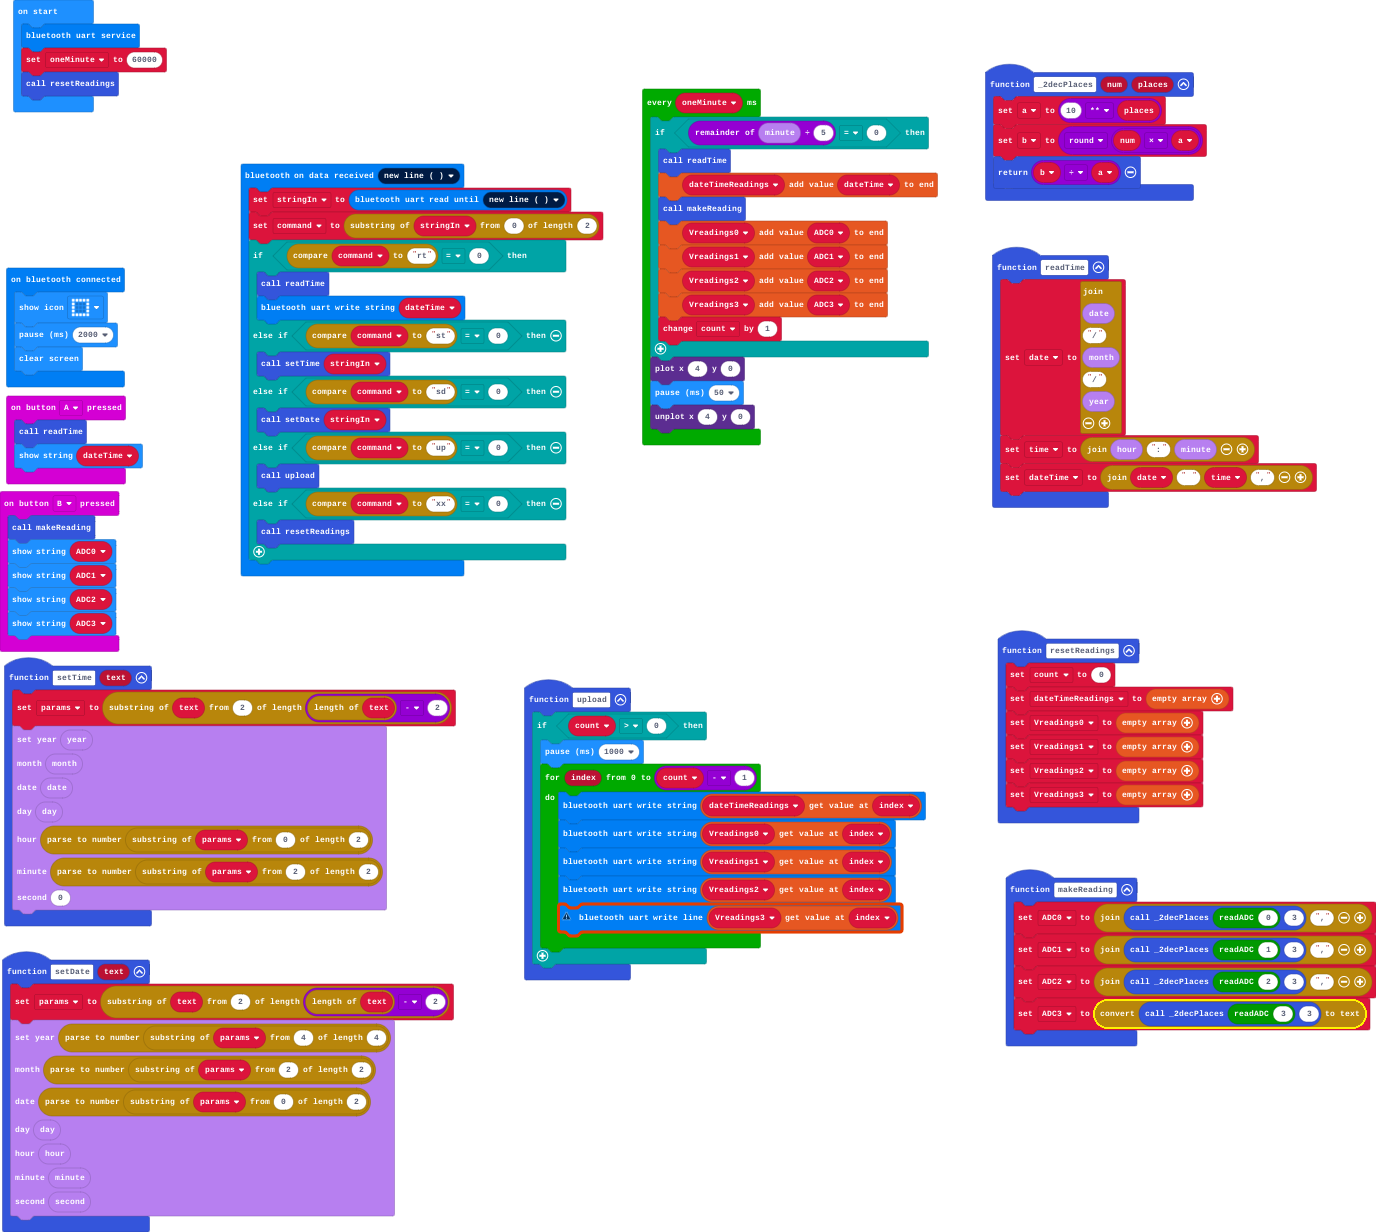 on start
bluetooth uart service
set oneMinute to 60000
call resetReadings
on bluetooth connected
show icon
pause (ms) 2000
clear screen
on button A pressed
call readTime
show string dateTime
on button B pressed
call makeReading
show string ADC0
show string ADC1
show string ADC2
show string ADC3
bluetooth on data received new line ( )
set stringIn to bluetooth uart read until new line ( )
set command to substring of stringIn from 0 of length 2
if compare command to "rt" = 0 then
call readTime
bluetooth uart write string dateTime
else if compare command to "st" = 0 then
call setTime stringIn
else if compare command to "sd" = 0 then
call setDate stringIn
else if compare command to "up" = 0 then
call upload
else if compare command to "xx" = 0 then
call resetReadings
every oneMinute ms
if remainder of minute ÷ 5 = 0 then
call readTime
dateTimeReadings add value dateTime to end
call makeReading
Vreadings0 add value ADC0 to end
Vreadings1 add value ADC1 to end
Vreadings2 add value ADC2 to end
Vreadings3 add value ADC3 to end
change count by 1
plot x 4 y 0
pause (ms) 50
unplot x 4 y 0
function _2decPlaces num places
set a to 10 ** places
set b to round num × a
return b ÷ a
function readTime
set date to join date "/" month "/" year
set time to join hour ":" minute
set dateTime to join date " " time ","
function setTime text
set params to substring of text from 2 of length length of text - 2
set year year
month month
date date
day day
hour parse to number substring of params from 0 of length 2
minute parse to number substring of params from 2 of length 2
second 0
function setDate text
set params to substring of text from 2 of length length of text - 2
set year parse to number substring of params from 4 of length 4
month parse to number substring of params from 2 of length 2
date parse to number substring of params from 0 of length 2
day day
hour hour
minute minute
second second
function upload
if count > 0 then
pause (ms) 1000
for index from 0 to count - 1
do
bluetooth uart write string dateTimeReadings get value at index
bluetooth uart write string Vreadings0 get value at index
bluetooth uart write string Vreadings1 get value at index
bluetooth uart write string Vreadings2 get value at index
bluetooth uart write line Vreadings3 get value at index
function resetReadings
set count to 0
set dateTimeReadings to empty array
set Vreadings0 to empty array
set Vreadings1 to empty array
set Vreadings2 to empty array
set Vreadings3 to empty array
function makeReading
set ADC0 to join call _2decPlaces readADC 0 3 ","
set ADC1 to join call _2decPlaces readADC 1 3 ","
set ADC2 to join call _2decPlaces readADC 2 3 ","
set ADC3 to convert call _2decPlaces readADC 3 3 to text